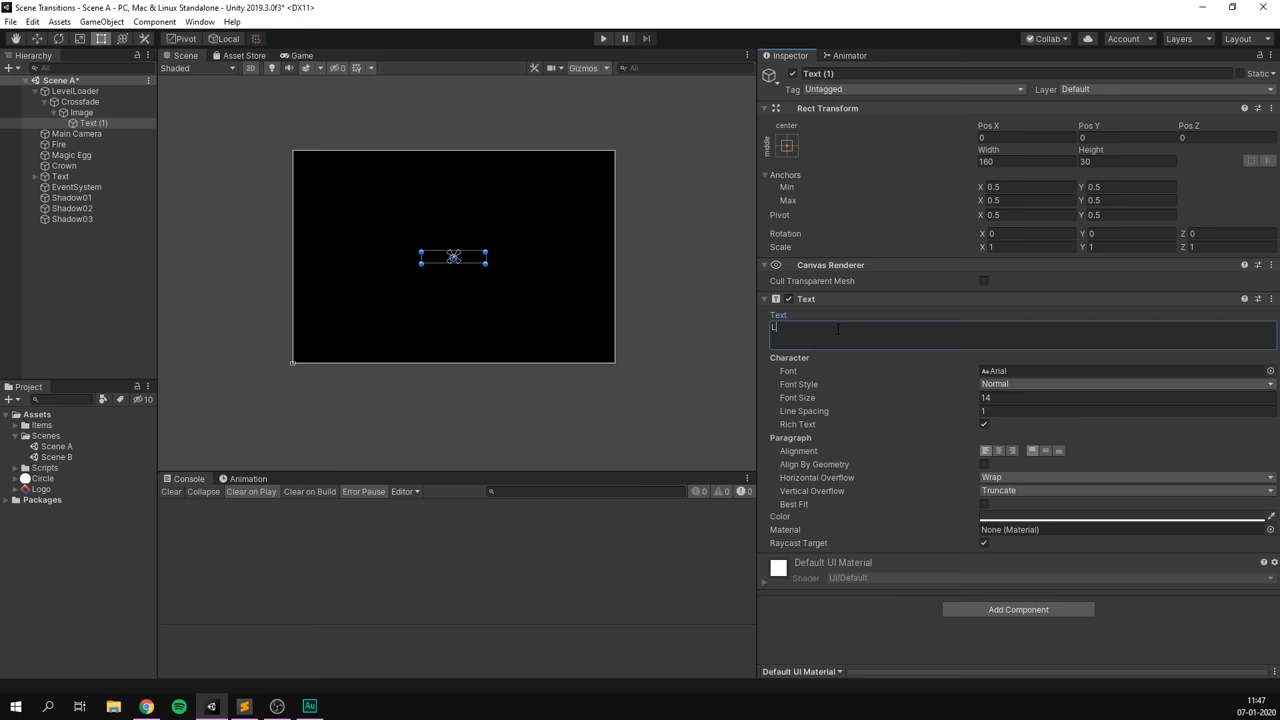 Scene Transitions - Scene A - PC, Mac & Linux Standalone - Unity 2019.3.0f3* <DX11>
File Edit Assets GameObject Component Window Help
Pivot Local Collab Account Layers Layout
Hierarchy Scene Asset Store Game Inspector Animator
All Shaded 2D 0 Gizmos All Text (1) Static
Scene A* Tag Untagged Layer Default
LevelLoader
Crossfade Rect Transform
Image center Pos X Pos Y Pos Z
Text (1) middle 0 0 0
Main Camera Width Height
Fire 160 30 R
Magic Egg Anchors
Crown Min X 0.5 Y 0.5
Text Max X 0.5 Y 0.5
EventSystem Pivot X 0.5 Y 0.5
Shadow01
Shadow02 Rotation X 0 Y 0 Z 0
Shadow03 Scale X 1 Y 1 Z 1
Canvas Renderer
Cull Transparent Mesh
Text
Text
L
Character
Font Arial
Font Style Normal
Font Size 14
Line Spacing 1
Rich Text
Paragraph
Alignment
Align By Geometry
Horizontal Overflow Wrap
Vertical Overflow Truncate
Best Fit
Color
Material None (Material)
Raycast Target
Default UI Material
Shader UI/Default
Add Component
Default UI Material
Project
10
Assets
Items
Scenes
Scene A
Scene B
Scripts
Circle
Logo
Packages
Console Animation
Clear Collapse Clear on Play Clear on Build Error Pause Editor 0 0 0
Au
11:47
07-01-2020